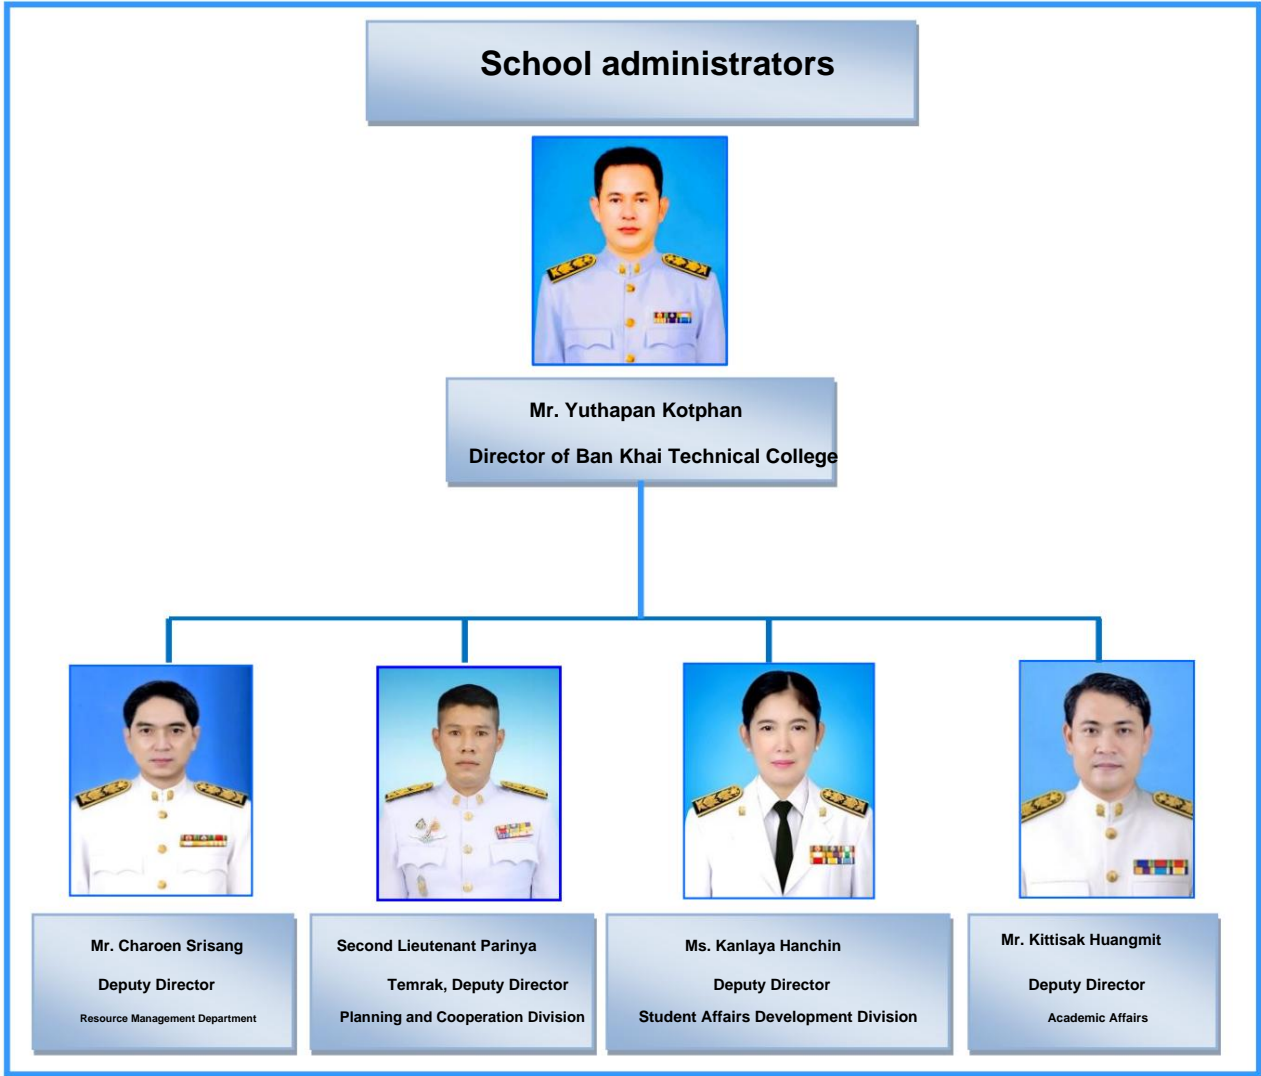 School administrators
Mr. Yuthapan Kotphan
Director of Ban Khai Technical College
Mr. Charoen Srisang
Deputy Director
Resource Management Department
Second Lieutenant Parinya
Temrak, Deputy Director
Planning and Cooperation Division
Ms. Kanlaya Hanchin
Deputy Director
Student Affairs Development Division
Mr. Kittisak Huangmit
Deputy Director
Academic Affairs